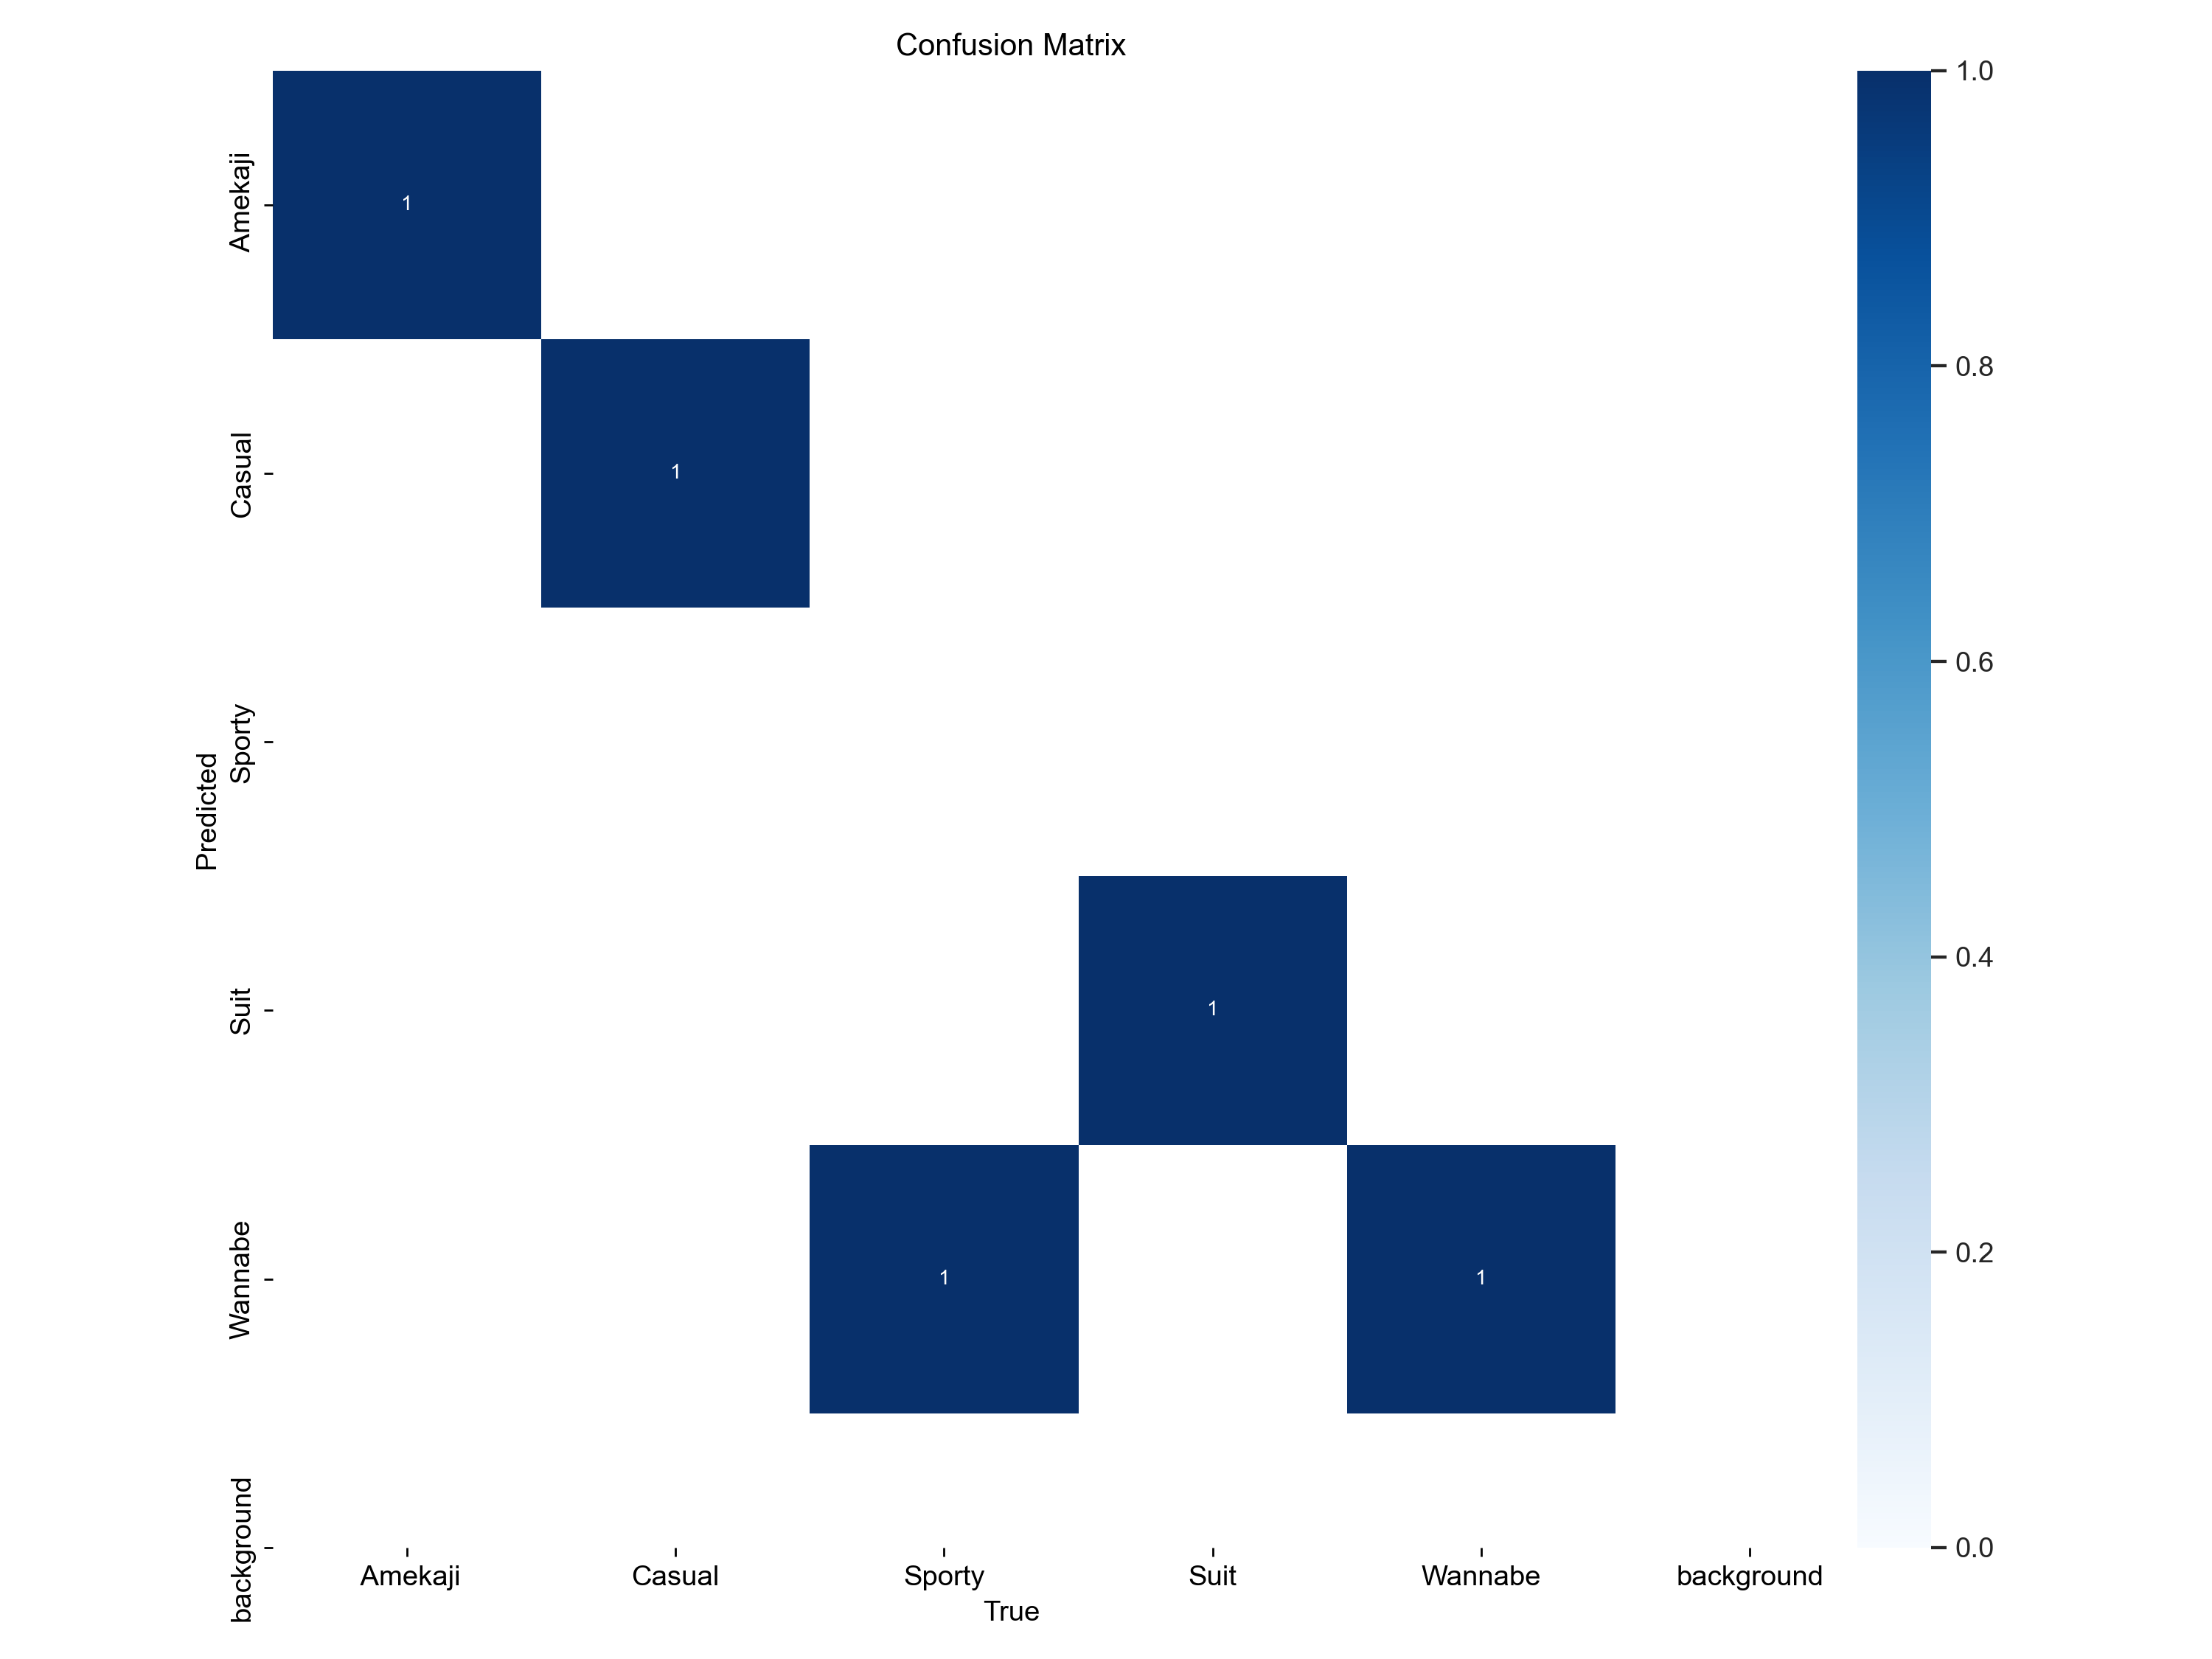 Confusion Matrix
Predicted
Amekaji
Casual
Sporty
Suit
Wannabe
background
1
1
1
1
1
Amekaji
Casual
Sporty
Suit
Wannabe
background
True
1.0
0.8
0.6
0.4
0.2
0.0